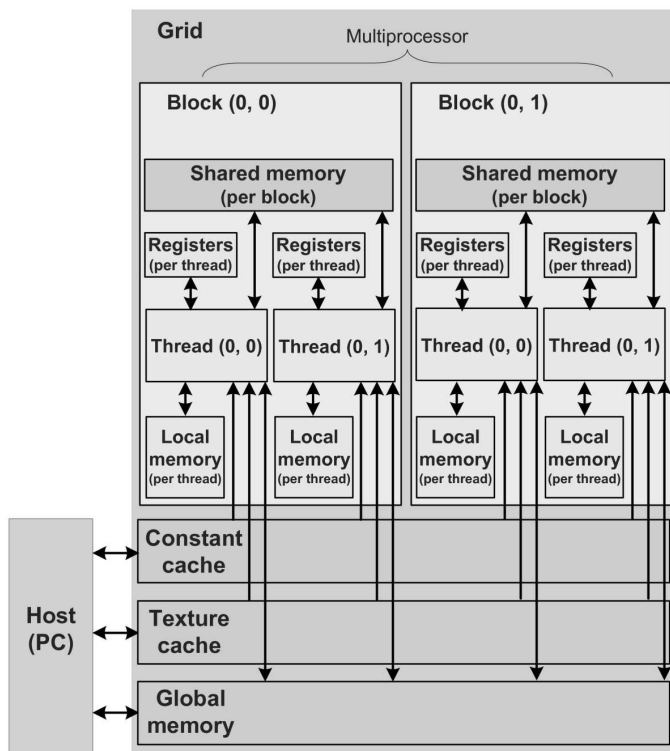 Grid
Multiprocessor
Block (0, 0)
Block (0, 1)
Shared memory
(per block)
Shared memory
(per block)
Registers
(per thread)
Registers
(per thread)
Registers
(per thread)
Registers
(per thread)
Thread (0, 0)
Thread (0, 1)
Thread (0, 0)
Thread (0, 1)
Local
memory
(per thread)
Local
memory
(per thread)
Local
memory
(per thread)
Local
memory
(per thread)
Host
(PC)
Constant
cache
Texture
cache
Global
memory